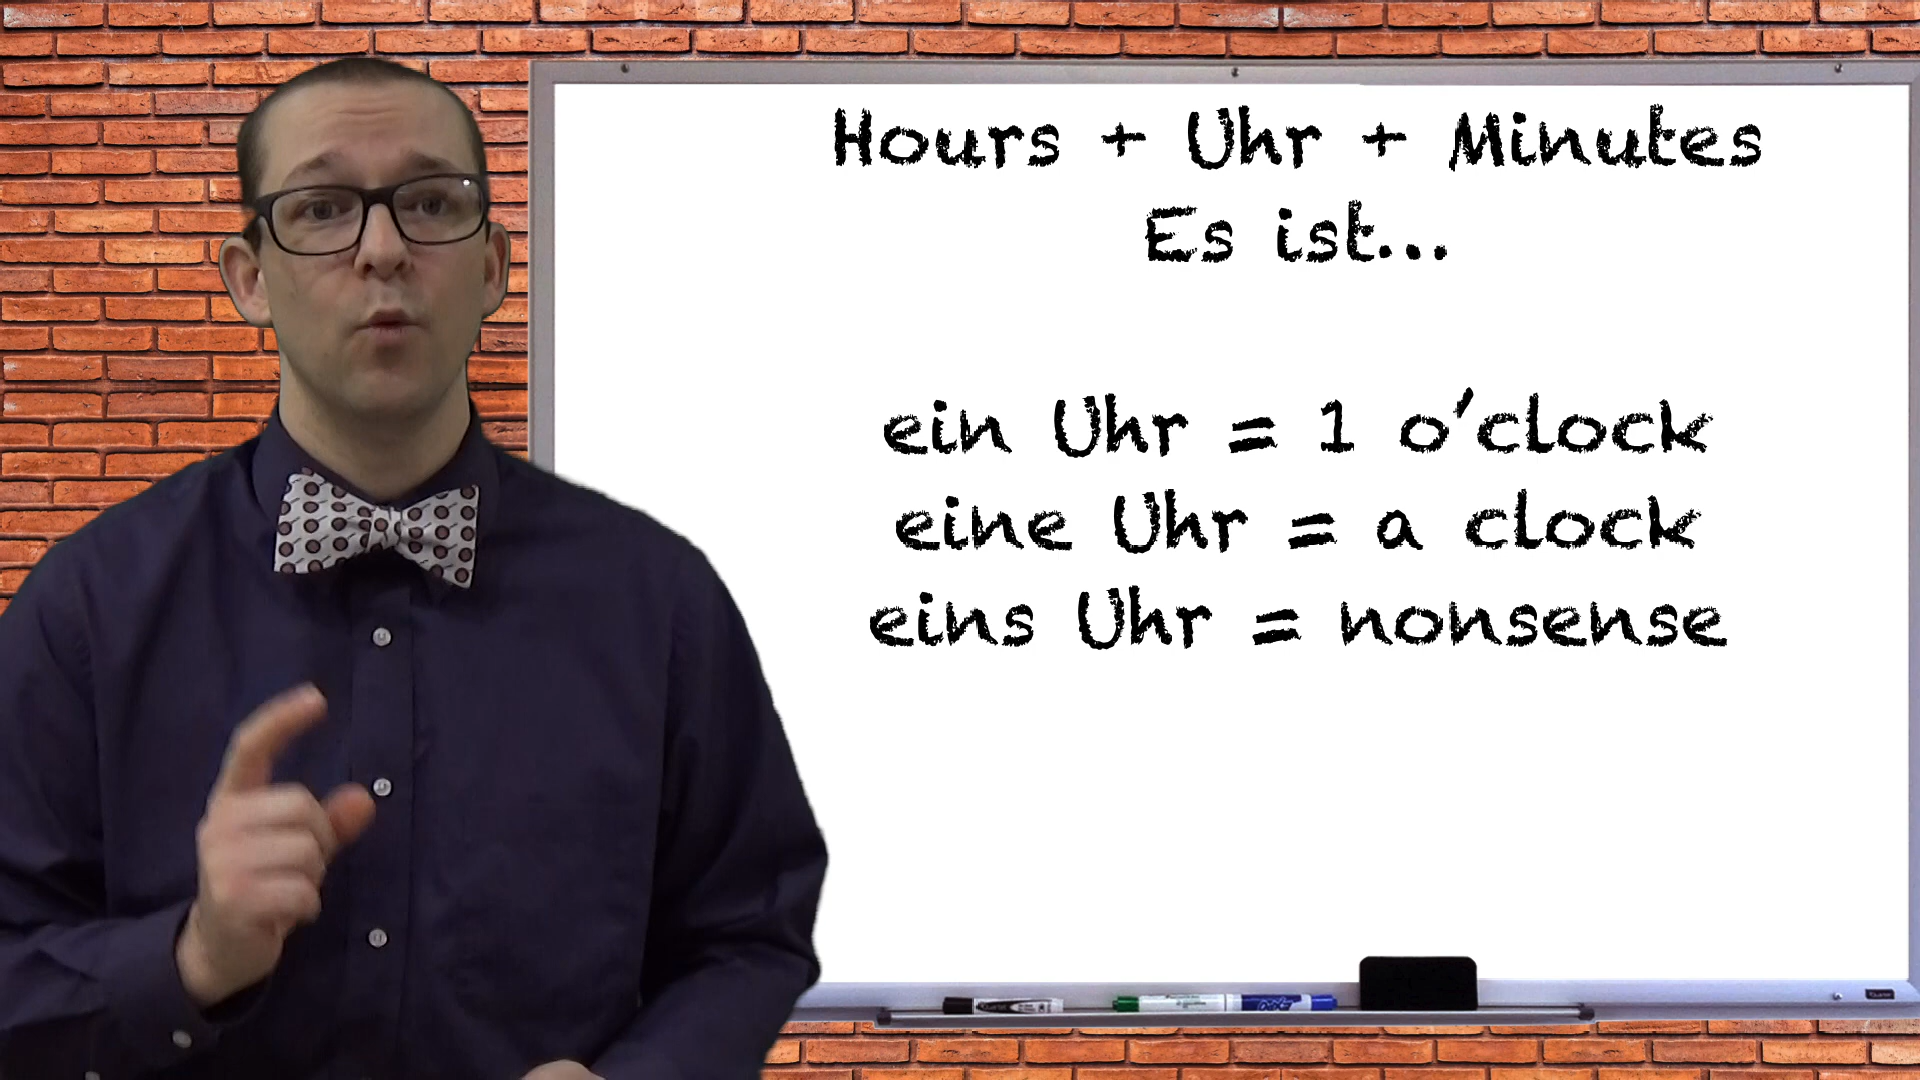 Hours + Uhr + Minutes
Es ist...
ein Uhr = 1 o'clock
eine Uhr = a clock
eins Uhr = nonsense